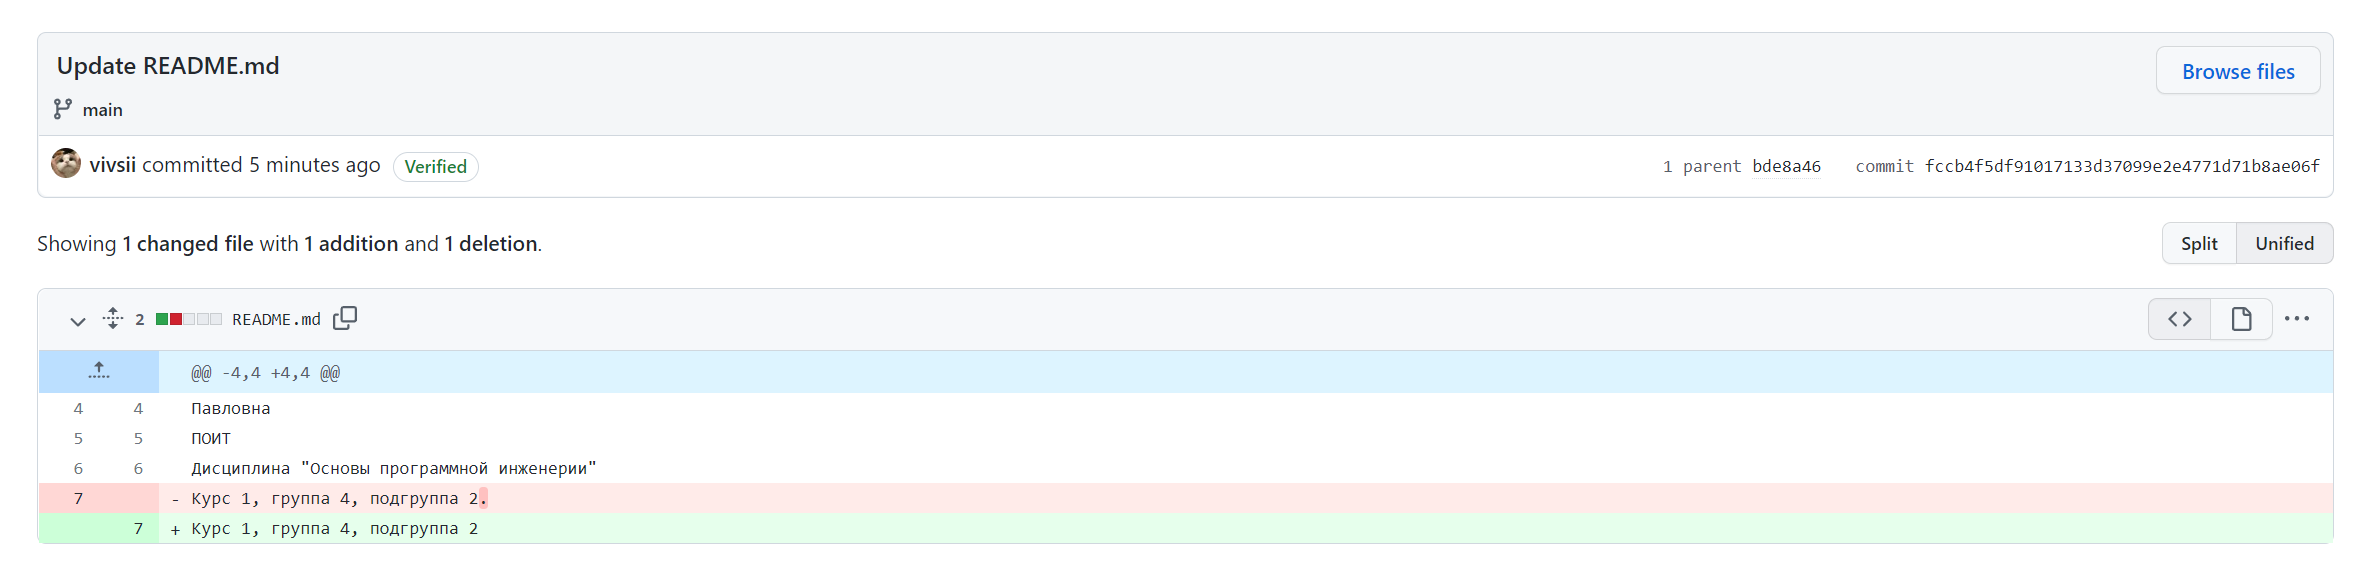 Update README.md
Browse files
main
vivsii committed 5 minutes ago Verified
1 parent bde8a46 commit fccb4f5df91017133d37099e2e4771d71b8ae06f
Showing 1 changed file with 1 addition and 1 deletion.
Split Unified
2 README.md
@@ -4,4 +4,4 @@
4 4 Павловна
5 5 ПОИТ
6 6 Дисциплина "Основы программной инженерии"
7 - Курс 1, группа 4, подгруппа 2.
7 + Курс 1, группа 4, подгруппа 2